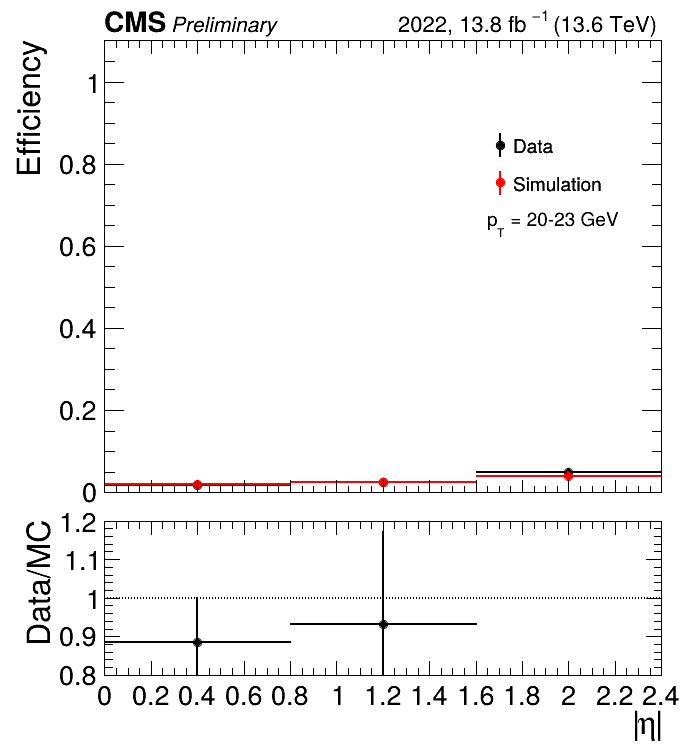 CMS Preliminary 2022, 13.8 fb⁻¹ (13.6 TeV)
Efficiency
1
0.8
0.6
0.4
0.2
0
Data
Simulation
p_T = 20-23 GeV
Data/MC
1.2
1.1
1
0.9
0.8
0 0.2 0.4 0.6 0.8 1 1.2 1.4 1.6 1.8 2 2.2 2.4
|η|